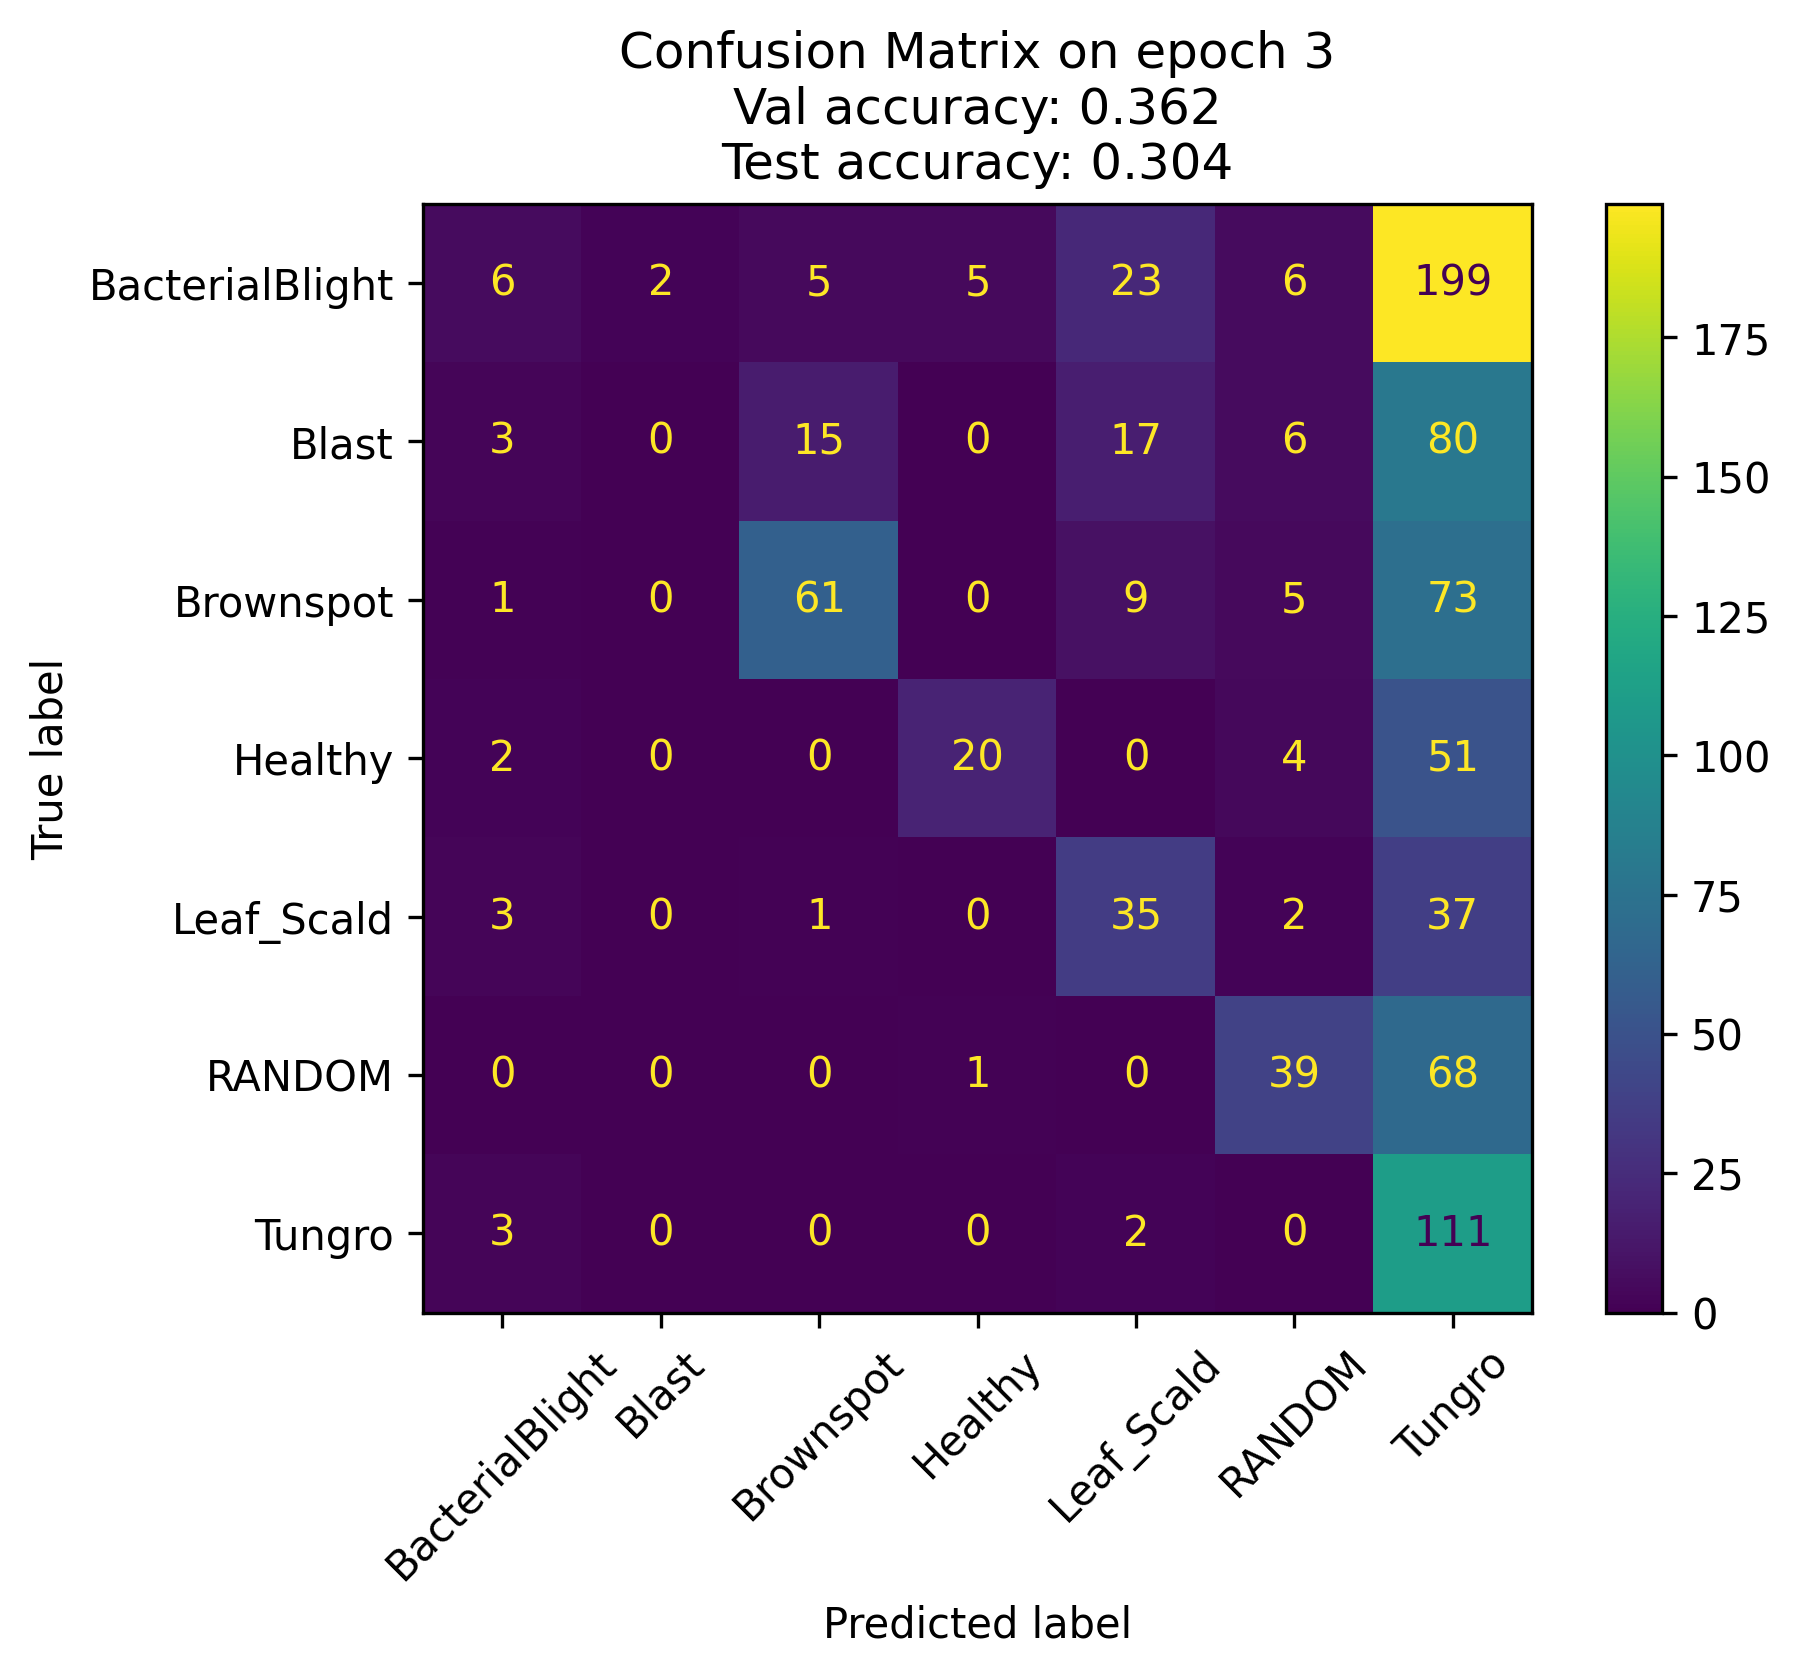 Confusion Matrix on epoch 3
Val accuracy: 0.362
Test accuracy: 0.304
True label
BacterialBlight 6 2 5 5 23 6 199
Blast 3 0 15 0 17 6 80
Brownspot 1 0 61 0 9 5 73
Healthy 2 0 0 20 0 4 51
Leaf_Scald 3 0 1 0 35 2 37
RANDOM 0 0 0 1 0 39 68
Tungro 3 0 0 0 2 0 111
BacterialBlight Blast Brownspot Healthy Leaf_Scald RANDOM Tungro
Predicted label
175
150
125
100
75
50
25
0